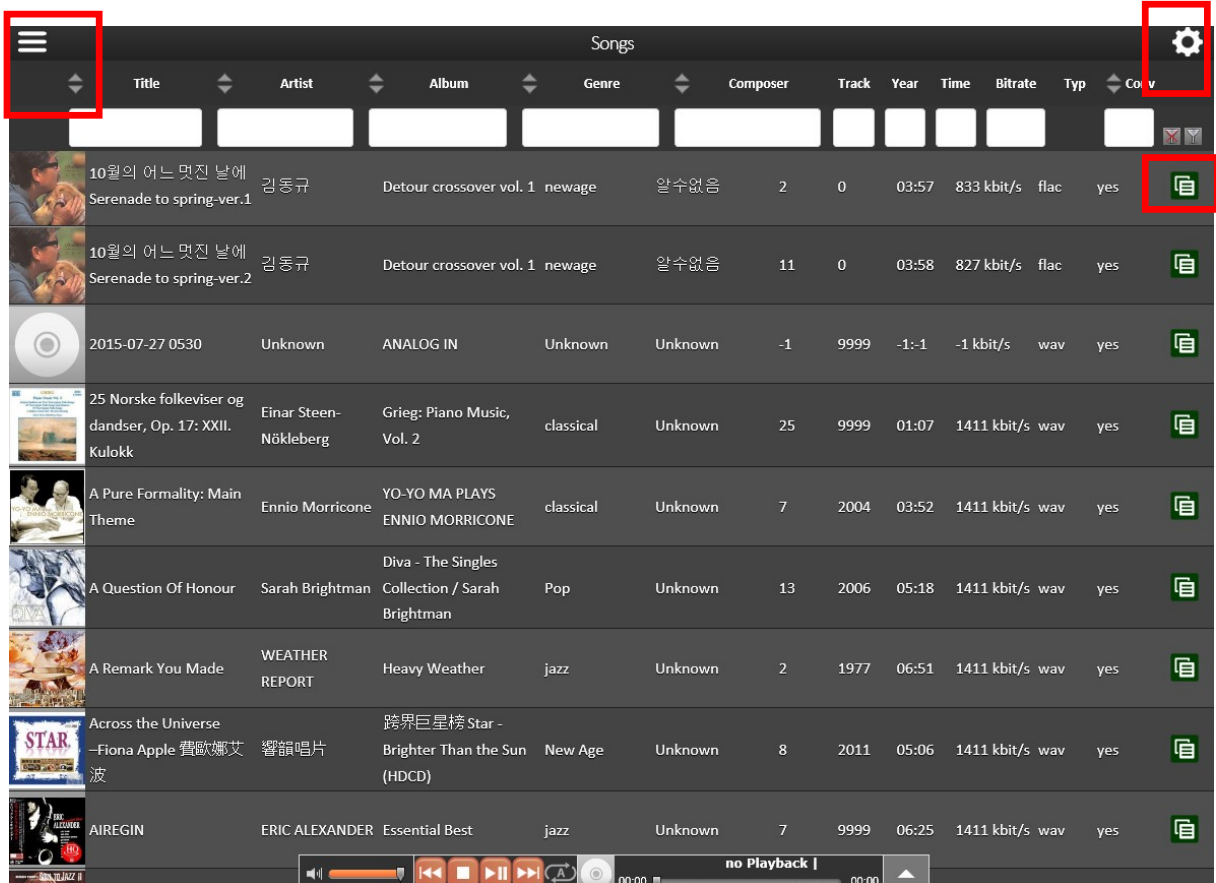 Songs
Title Artist Album Genre Composer Track Year Time Bitrate Typ Conv
10월의 어느 멋진 날에
Serenade to spring-ver.1
김동규
Detour crossover vol. 1 newage
알수없음
2 0 03:57 833 kbit/s flac yes
10월의 어느 멋진 날에
Serenade to spring-ver.2
김동규
Detour crossover vol. 1 newage
알수없음
11 0 03:58 827 kbit/s flac yes
2015-07-27 0530 Unknown ANALOG IN Unknown Unknown -1 9999 -1:-1 -1 kbit/s wav yes
25 Norske folkeviser og
dandser, Op. 17: XXII.
Kulokk
Einar Steen-
Nökleberg
Grieg: Piano Music,
Vol. 2
classical Unknown 25 9999 01:07 1411 kbit/s wav yes
A Pure Formality: Main
Theme
Ennio Morricone
YO-YO MA PLAYS
ENNIO MORRICONE
classical Unknown 7 2004 03:52 1411 kbit/s wav yes
A Question Of Honour
Sarah Brightman
Diva - The Singles
Collection / Sarah
Brightman
Pop Unknown 13 2006 05:18 1411 kbit/s wav yes
DIVA
A Remark You Made
WEATHER
REPORT
Heavy Weather jazz Unknown 2 1977 06:51 1411 kbit/s wav yes
STAR
Across the Universe
–Fiona Apple 費歐娜艾
波
響韻唱片
跨界巨星榜 Star -
Brighter Than the Sun
(HDCD)
New Age Unknown 8 2011 05:06 1411 kbit/s wav yes
ERIC
ALEXANDER
AIREGIN ERIC ALEXANDER Essential Best jazz Unknown 7 9999 06:25 1411 kbit/s wav yes
A
no Playback |
00:00 00:00